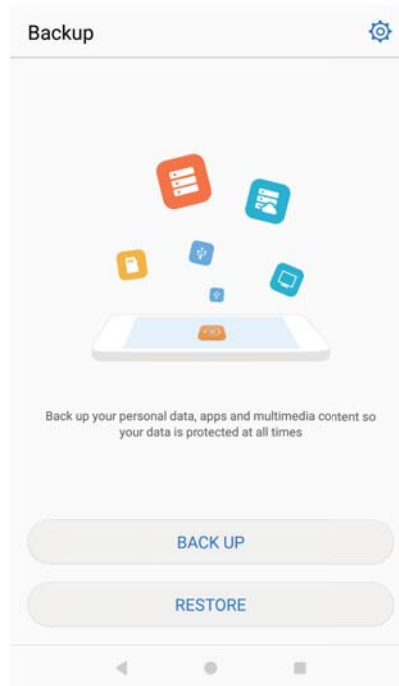 Backup
Back up your personal data, apps and multimedia content so
your data is protected at all times
BACK UP
RESTORE